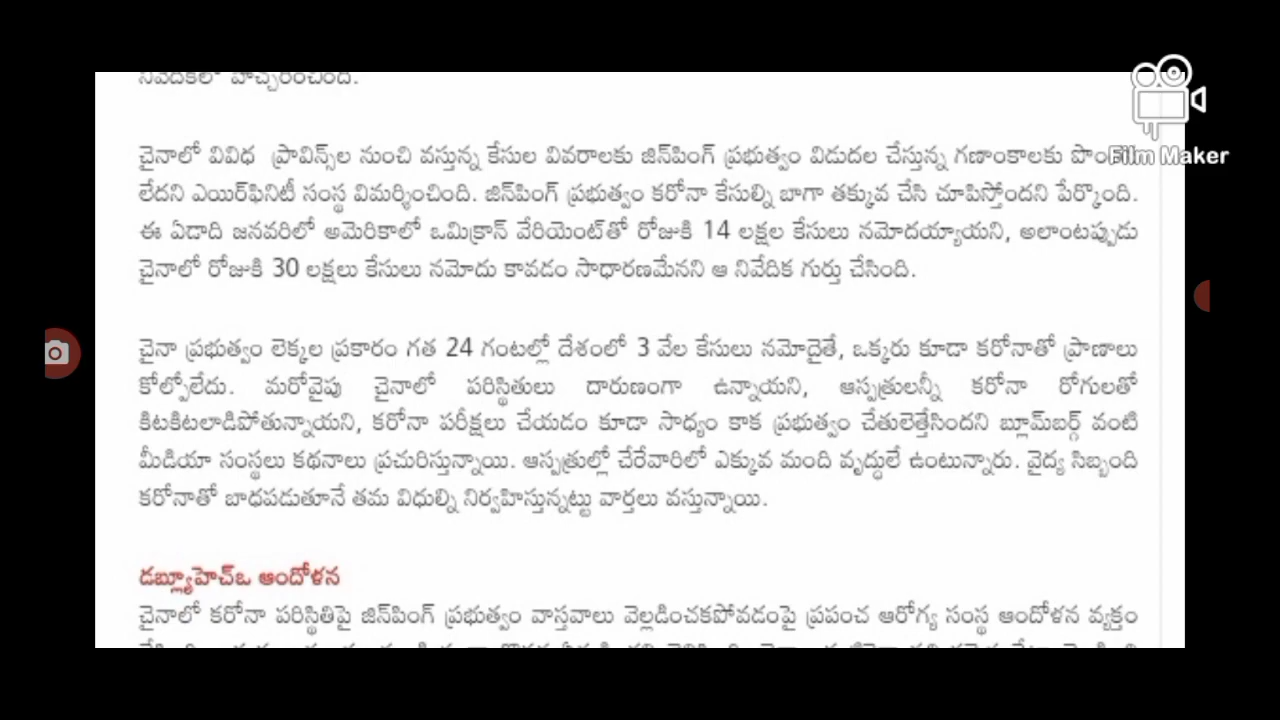 నివేదికలో హెచ్చరించింది.
చైనాలో వివిధ ప్రావిన్స్‌ల నుంచి వస్తున్న కేసుల వివరాలకు జిన్‌పింగ్ ప్రభుత్వం విడుదల చేస్తున్న గణాంకాలకు
Film Maker
లేదని ఎయిర్‌ఫినిటీ సంస్థ విమర్శించింది. జిన్‌పింగ్ ప్రభుత్వం కరోనా కేసుల్ని బాగా తక్కువ చేసి చూపిస్తోందని పేర్కొంది.
ఈ ఏడాది జనవరిలో అమెరికాలో ఒమిక్రాన్ వేరియెంట్‌తో రోజుకి 14 లక్షల కేసులు నమోదయ్యాయని, అలాంటప్పుడు
చైనాలో రోజుకి 30 లక్షలు కేసులు నమోదు కావడం సాధారణమేనని ఆ నివేదిక గుర్తు చేసింది.
చైనా ప్రభుత్వం లెక్కల ప్రకారం గత 24 గంటల్లో దేశంలో 3 వేల కేసులు నమోదైతే, ఒక్కరు కూడా కరోనాతో ప్రాణాలు
కోల్పోలేదు. మరోవైపు చైనాలో పరిస్థితులు దారుణంగా ఉన్నాయని, ఆస్పత్రులన్నీ కరోనా రోగులతో
కిటకిటలాడిపోతున్నాయని, కరోనా పరీక్షలు చేయడం కూడా సాధ్యం కాక ప్రభుత్వం చేతులెత్తేసిందని బ్లూమ్‌బర్గ్ వంటి
మీడియా సంస్థలు కథనాలు ప్రచురిస్తున్నాయి. ఆస్పత్రుల్లో చేరేవారిలో ఎక్కువ మంది వృద్ధులే ఉంటున్నారు. వైద్య సిబ్బంది
కరోనాతో బాధపడుతూనే తమ విధుల్ని నిర్వహిస్తున్నట్టు వార్తలు వస్తున్నాయి.
డబ్ల్యూహెచ్‌ఒ ఆందోళన
చైనాలో కరోనా పరిస్థితిపై జిన్‌పింగ్ ప్రభుత్వం వాస్తవాలు వెల్లడించకపోవడంపై ప్రపంచ ఆరోగ్య సంస్థ ఆందోళన వ్యక్తం